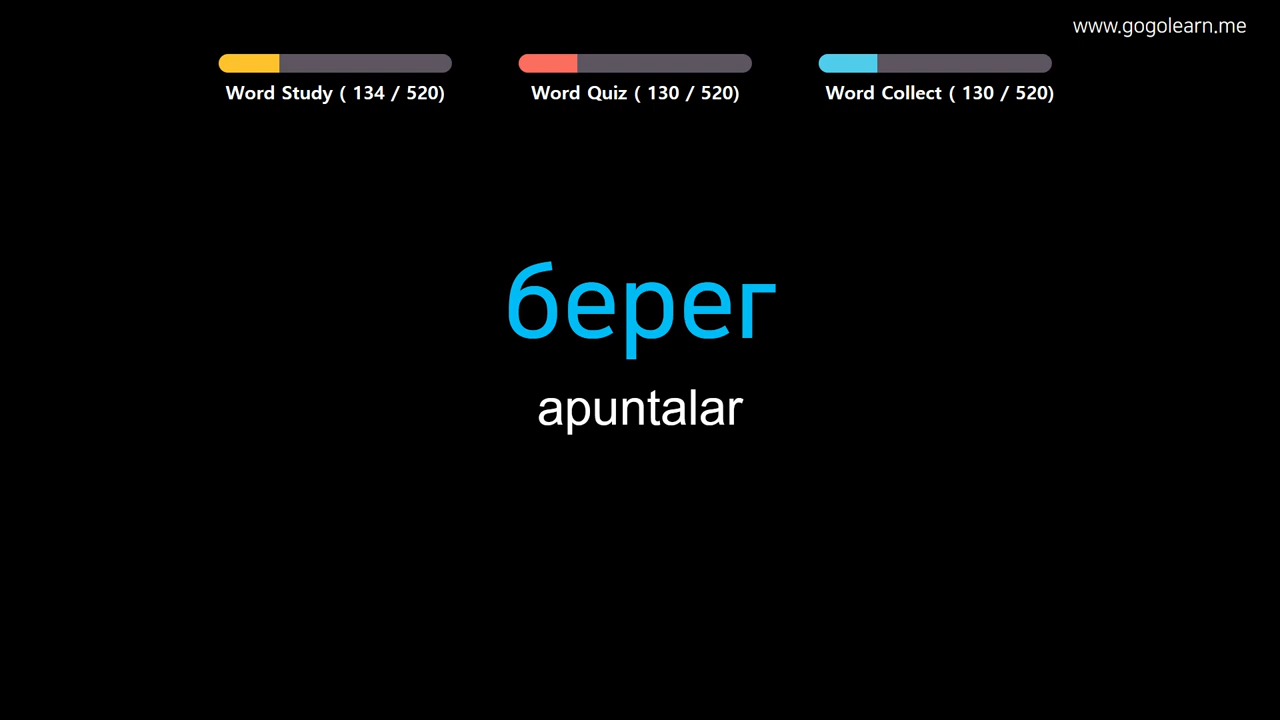 www.gogolearn.me
Word Study ( 134 / 520)
Word Quiz ( 130 / 520)
Word Collect ( 130 / 520)
берег
apuntalar